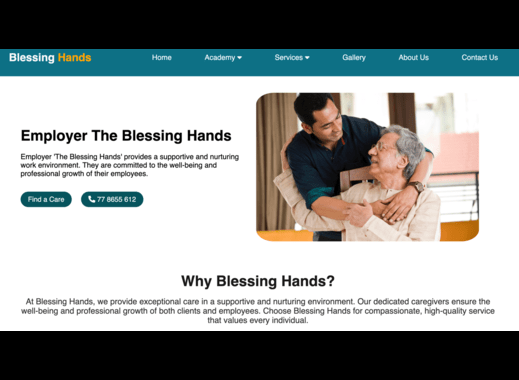 Blessing Hands
Home Academy Services Gallery About Us Contact Us
Employer The Blessing Hands
Employer 'The Blessing Hands' provides a supportive and nurturing
work environment. They are committed to the well-being and
professional growth of their employees.
Find a Care 77 8655 612
Why Blessing Hands?
At Blessing Hands, we provide exceptional care in a supportive and nurturing environment. Our dedicated caregivers ensure the
well-being and professional growth of both clients and employees. Choose Blessing Hands for compassionate, high-quality service
that values every individual.